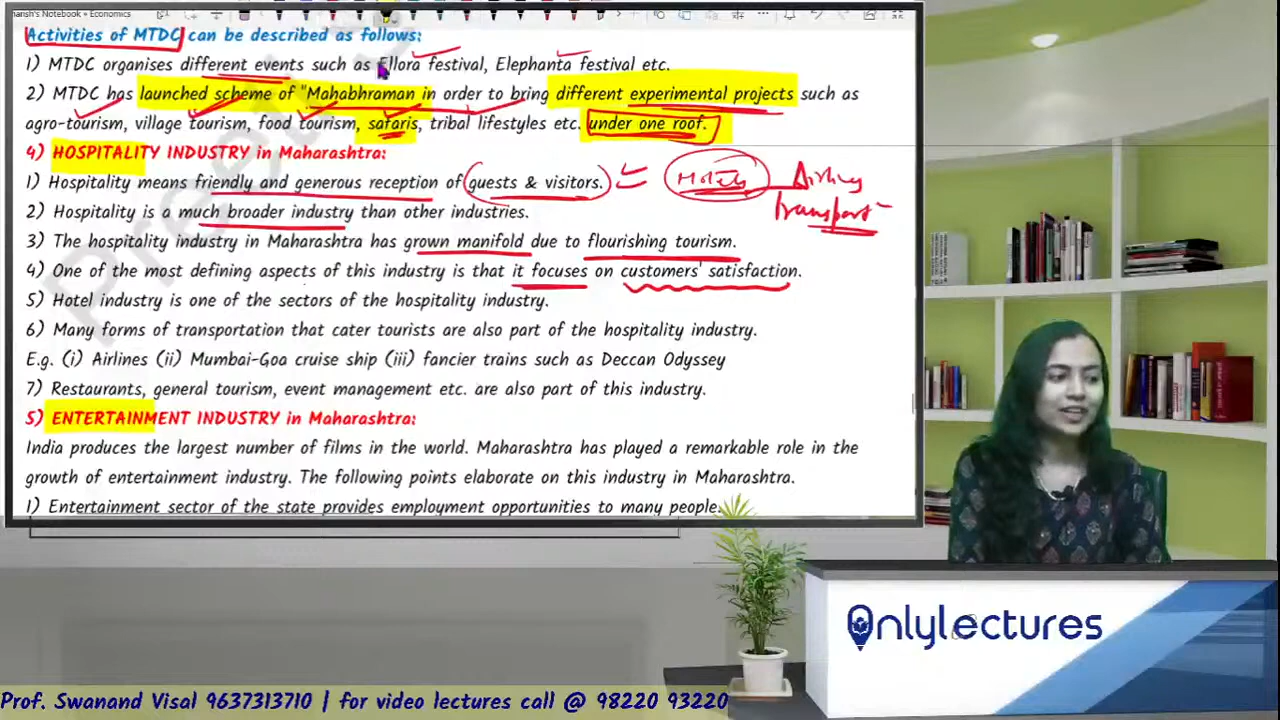 arish's Notebook » Economics
Activities of MTDC can be described as follows:
1) MTDC organises different events such as Ellora festival, Elephanta festival etc.
2) MTDC has launched scheme of "Mahabhraman in order to bring different experimental projects such as
agro-tourism, village tourism, food tourism, safaris, tribal lifestyles etc. under one roof.
4) HOSPITALITY INDUSTRY in Maharashtra:
1) Hospitality means friendly and generous reception of guests & visitors. Hotels Airlines
transport
2) Hospitality is a much broader industry than other industries.
3) The hospitality industry in Maharashtra has grown manifold due to flourishing tourism.
4) One of the most defining aspects of this industry is that it focuses on customers' satisfaction.
5) Hotel industry is one of the sectors of the hospitality industry.
6) Many forms of transportation that cater tourists are also part of the hospitality industry.
E.g. (i) Airlines (ii) Mumbai-Goa cruise ship (iii) fancier trains such as Deccan Odyssey
7) Restaurants, general tourism, event management etc. are also part of this industry.
5) ENTERTAINMENT INDUSTRY in Maharashtra:
India produces the largest number of films in the world. Maharashtra has played a remarkable role in the
growth of entertainment industry. The following points elaborate on this industry in Maharashtra.
1) Entertainment sector of the state provides employment opportunities to many people.
Onlylectures
Prof. Swanand Visal 9637313710 | for video lectures call @ 98220 93220